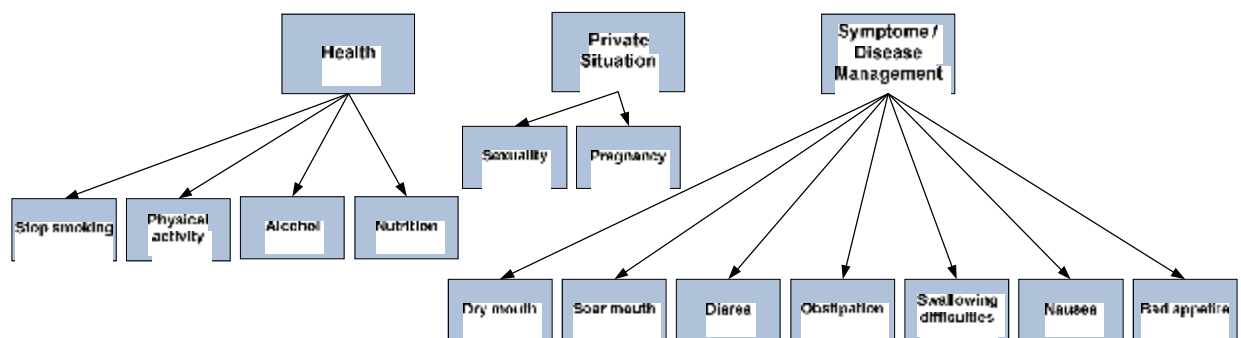 Health
Private
Situation
Symptome /
Disease
Management
Sexuality
Pregnancy
Stop smoking
Physical
activity
Alcohol
Nutrition
Dry mouth
Soar mouth
Diarea
Obstipation
Swallowing
difficulties
Nausea
Bad appetite